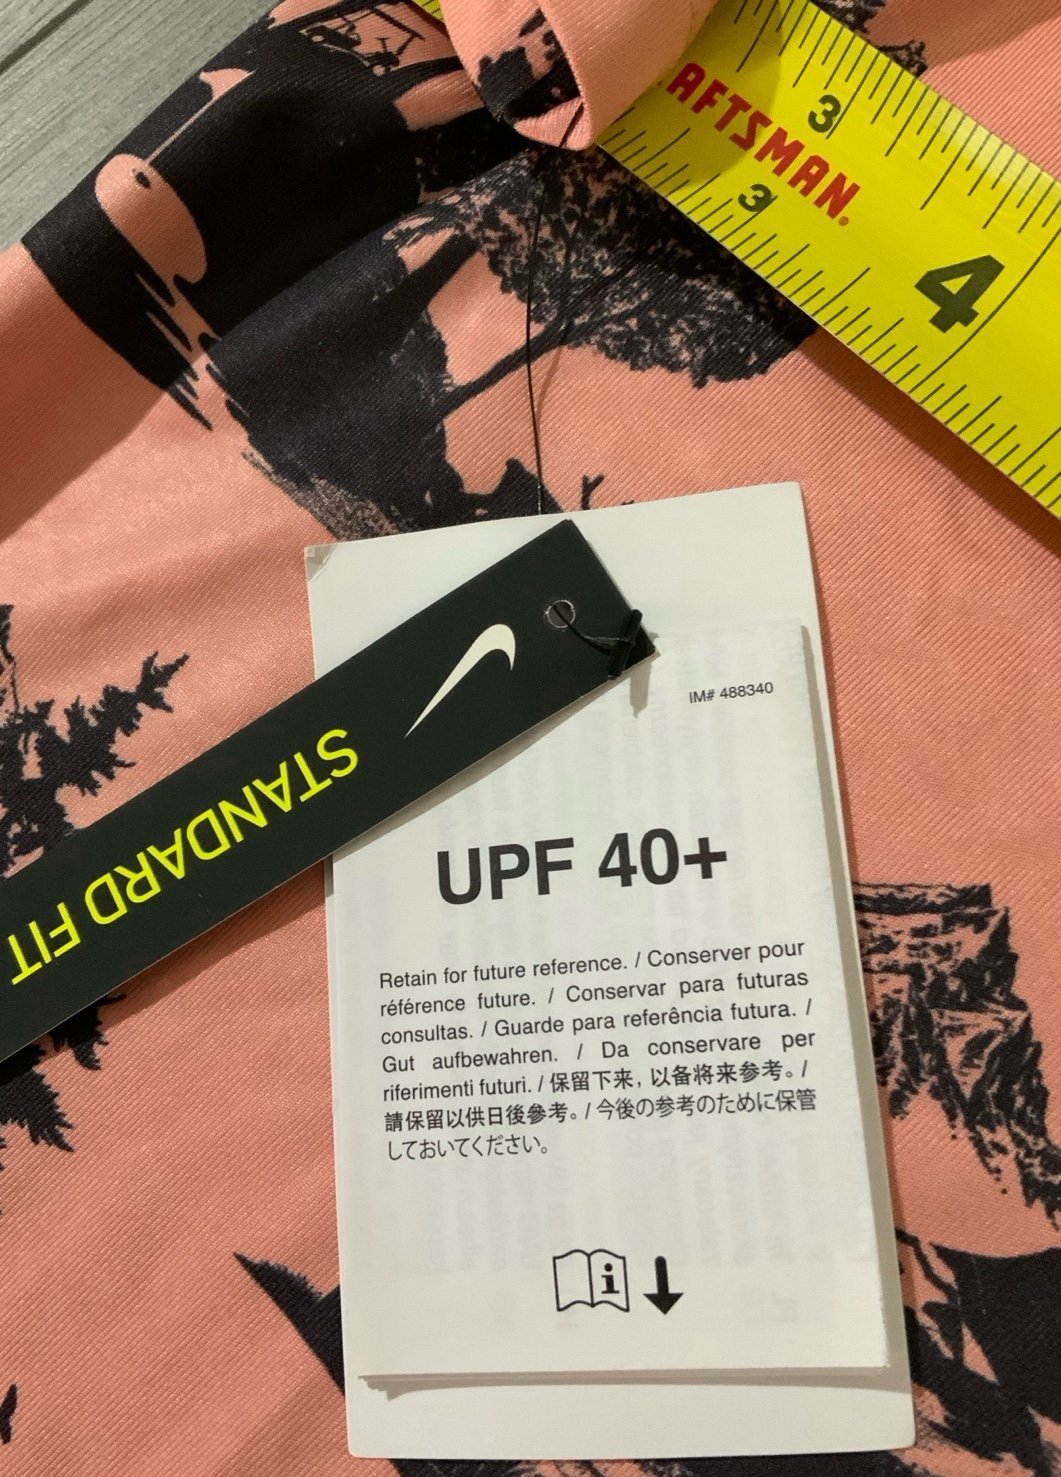 AFTSMAN®
3
3
4
STANDARD FIT
IM# 488340
UPF 40+
Retain for future reference. / Conserver pour
référence future. / Conservar para futuras
consultas. / Guarde para referência futura. /
Gut aufbewahren. / Da conservare per
riferimenti futuri. / 保留下来, 以备将来参考。/
請保留以供日後參考。/ 今後の参考のために保管
しておいてください。